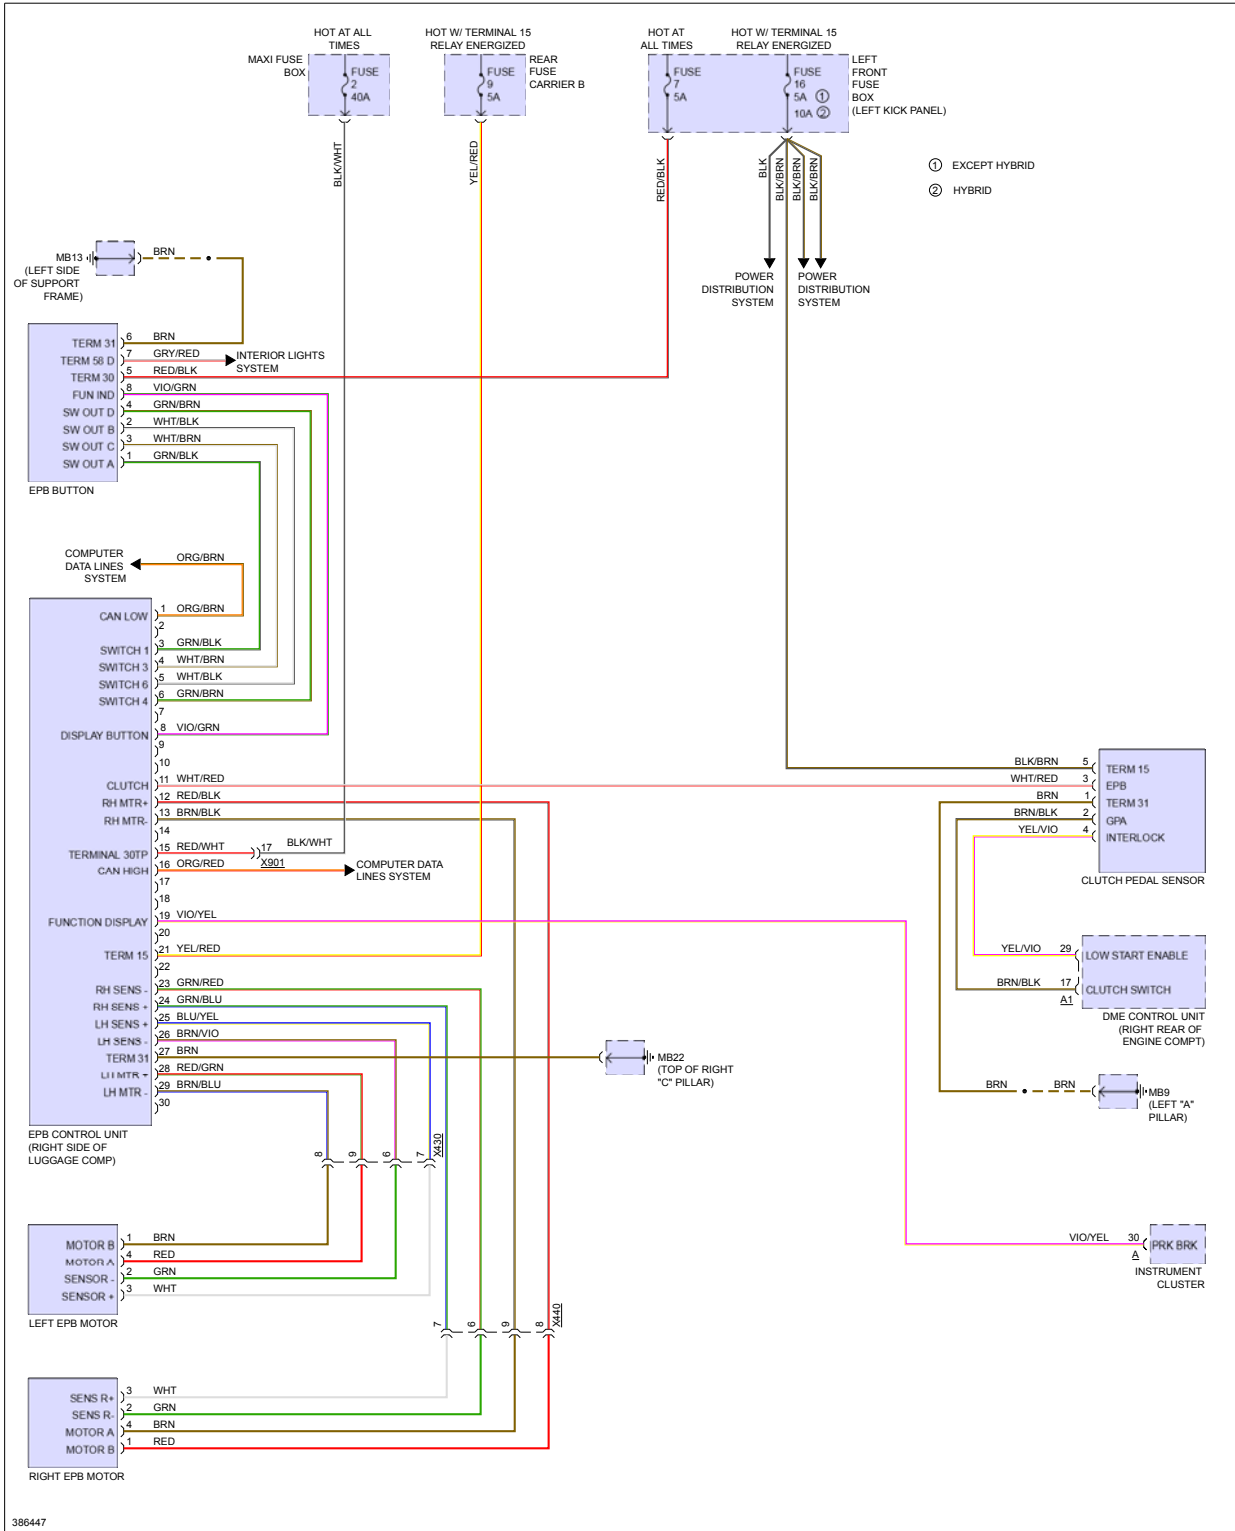 HOT AT ALL
TIMES
HOT W/ TERMINAL 15
RELAY ENERGIZED
HOT AT
ALL TIMES
HOT W/ TERMINAL 15
RELAY ENERGIZED
MAXI FUSE
BOX
FUSE
2
40A
FUSE
9
5A
REAR
FUSE
CARRIER B
FUSE
7
5A
FUSE
16
5A 1
10A 2
LEFT
FRONT
FUSE
BOX
(LEFT KICK PANEL)
BLK/WHT
YEL/RED
RED/BLK
BLK
BLK/BRN
BLK/BRN
BLK/BRN
1 EXCEPT HYBRID
2 HYBRID
POWER
DISTRIBUTION
SYSTEM
POWER
DISTRIBUTION
SYSTEM
MB13
(LEFT SIDE
OF SUPPORT
FRAME)
BRN
TERM 31 6 BRN
TERM 58 D 7 GRY/RED
INTERIOR LIGHTS
SYSTEM
TERM 30 5 RED/BLK
FUN IND 8 VIO/GRN
SW OUT D 4 GRN/BRN
SW OUT B 2 WHT/BLK
SW OUT C 3 WHT/BRN
SW OUT A 1 GRN/BLK
EPB BUTTON
COMPUTER
DATA LINES
SYSTEM
ORG/BRN
CAN LOW 1 ORG/BRN
2
SWITCH 1 3 GRN/BLK
SWITCH 3 4 WHT/BRN
SWITCH 6 5 WHT/BLK
SWITCH 4 6 GRN/BRN
7
DISPLAY BUTTON 8 VIO/GRN
9
10
CLUTCH 11 WHT/RED
RH MTR+ 12 RED/BLK
RH MTR- 13 BRN/BLK
14
TERMINAL 30TP 15 RED/WHT 17 BLK/WHT
X901
CAN HIGH 16 ORG/RED
COMPUTER DATA
LINES SYSTEM
17
18
FUNCTION DISPLAY 19 VIO/YEL
20
TERM 15 21 YEL/RED
22
RH SENS - 23 GRN/RED
RH SENS + 24 GRN/BLU
LH SENS + 25 BLU/YEL
LH SENS - 26 BRN/VIO
TERM 31 27 BRN
LH MTR + 28 RED/GRN
LH MTR - 29 BRN/BLU
30
EPB CONTROL UNIT
(RIGHT SIDE OF
LUGGAGE COMP)
MB22
(TOP OF RIGHT
"C" PILLAR)
BLK/BRN 5 TERM 15
WHT/RED 3 EPB
BRN 1 TERM 31
BRN/BLK 2 GPA
YEL/VIO 4 INTERLOCK
CLUTCH PEDAL SENSOR
YEL/VIO 29 LOW START ENABLE
BRN/BLK 17 CLUTCH SWITCH
A1
DME CONTROL UNIT
(RIGHT REAR OF
ENGINE COMPT)
BRN BRN
MB9
(LEFT "A"
PILLAR)
8 9 6 7 X430
MOTOR B 1 BRN
MOTOR A 4 RED
SENSOR - 2 GRN
SENSOR + 3 WHT
LEFT EPB MOTOR
VIO/YEL 30 PRK BRK
A
INSTRUMENT
CLUSTER
7 6 9 8 X440
SENS R+ 3 WHT
SENS R- 2 GRN
MOTOR A 4 BRN
MOTOR B 1 RED
RIGHT EPB MOTOR
386447